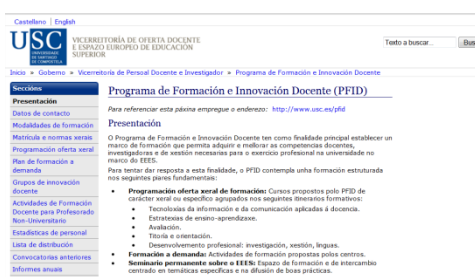 Castellano | English
USC
UNIVERSIDADE
DE SANTIAGO
DE COMPOSTELA
VICERREITORÍA DE OFERTA DOCENTE
E ESPAZO EUROPEO DE EDUCACIÓN
SUPERIOR
Texto a buscar...
Inicio » Goberno » Vicerreitoría de Persoal Docente e Investigador » Programa de Formación e Innovación Docente
Seccións
Presentación
Datos de contacto
Modalidades de formación
Matrícula e normas xerais
Programación oferta xeral
Plan de formación a
demanda
Grupos de innovación
docente
Actividades de Formación
Docente para Profesorado
Non-Universitario
Estatísticas de personal
Lista de distribución
Convocatorias anteriores
Informes anuais
Programa de Formación e Innovación Docente (PFID)
Para referenciar esta páxina empregue o enderezo: http://www.usc.es/pfid
Presentación
O Programa de Formación e Innovación Docente ten como finalidade principal establecer un
marco de formación que permita adquirir e mellorar as competencias docentes,
investigadoras e de xestión necesarias para o exercicio profesional na universidade no
marco do EEES.
Para tentar dar resposta a esta finalidade, o PFID contempla unha formación estruturada
nos seguintes piares fundamentais:
• Programación oferta xeral de formación: Cursos propostos polo PFID de
carácter xeral ou específico agrupados nos seguintes itinerarios formativos:
• Tecnoloxías da información e da comunicación aplicadas á docencia.
• Estratexias de ensino-aprendizaxe.
• Avaliación.
• Titoría e orientación.
• Desenvolvemento profesional: investigación, xestión, linguas.
• Formación a demanda: Actividades de formación propostas polos centros.
• Seminario permanente sobre o EEES: Espazo de formación e de intercambio
centrado en temáticas específicas e na difusión de boas prácticas.